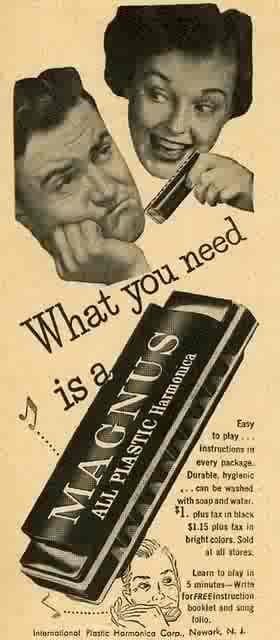 What you need
is a
MAGNUS
ALL PLASTIC Harmonica
Easy
to play . . .
instructions in
every package.
Durable, hygienic
. . . can be washed
with soap and water.
$1. plus tax in black
$1.15 plus tax in
bright colors. Sold
at all stores.
Learn to play in
5 minutes—Write
for FREE instruction
booklet and song
folio.
International Plastic Harmonica Corp., Newark, N. J.